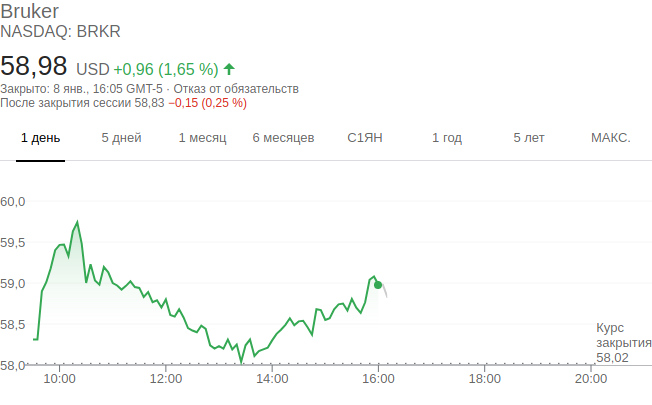 Bruker
NASDAQ: BRKR
58,98 USD +0,96 (1,65 %) ↑
Закрыто: 8 янв., 16:05 GMT-5 · Отказ от обязательств
После закрытия сессии 58,83 −0,15 (0,25 %)
1 день 5 дней 1 месяц 6 месяцев С1ЯН 1 год 5 лет МАКС.
60,0
59,5
59,0
58,5
Курс
закрытия
58,02
58,0
10:00 12:00 14:00 16:00 18:00 20:00